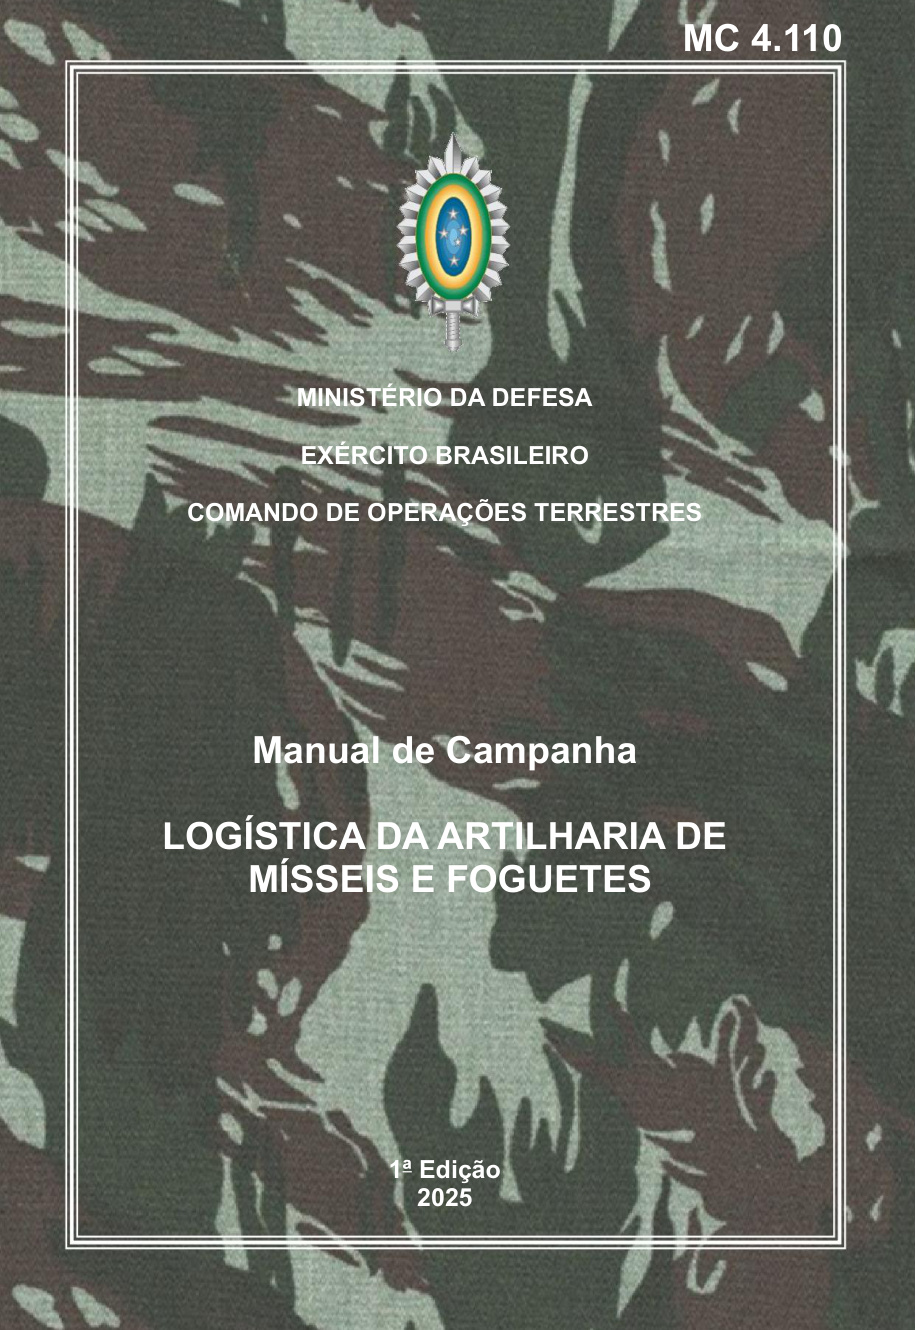 MC 4.110
MINISTÉRIO DA DEFESA
EXÉRCITO BRASILEIRO
COMANDO DE OPERAÇÕES TERRESTRES
Manual de Campanha
LOGÍSTICA DA ARTILHARIA DE
MÍSSEIS E FOGUETES
1ª Edição
2025